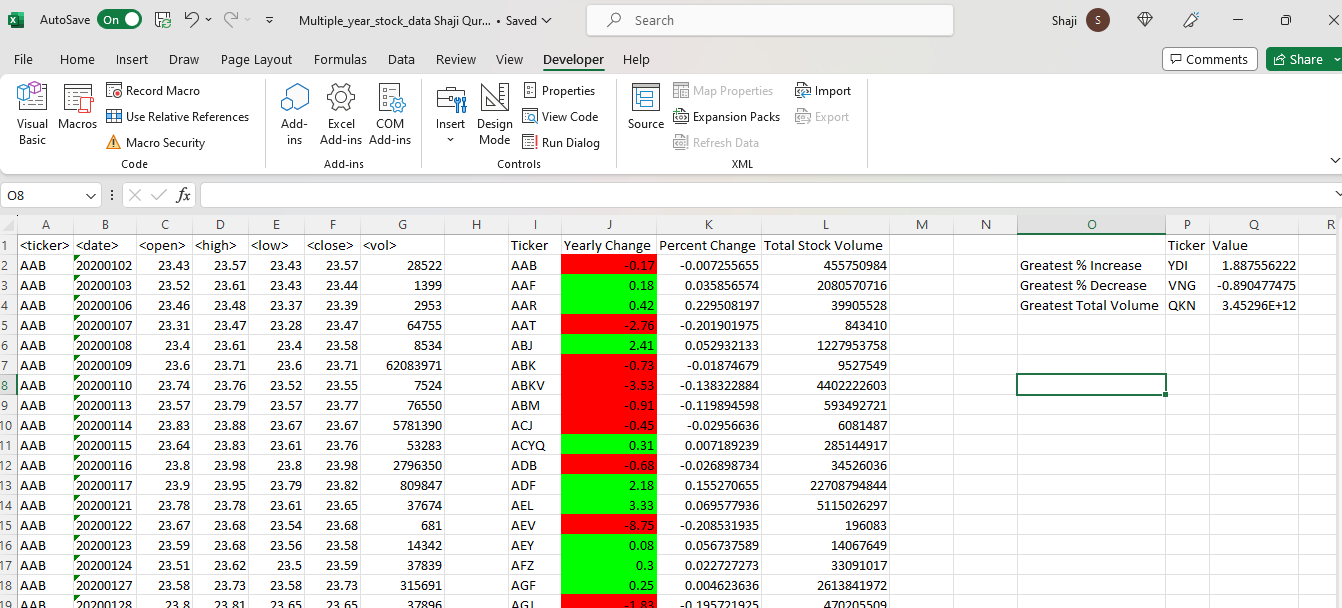 AutoSave On Multiple_year_stock_data Shaji Qur... • Saved Search Shaji S
File Home Insert Draw Page Layout Formulas Data Review View Developer Help Comments Share
Visual Basic
Macros
Record Macro
Use Relative References
Macro Security
Code
Add-ins
Excel Add-ins
COM Add-ins
Add-ins
Insert
Design Mode
Properties
View Code
Run Dialog
Controls
Source
Map Properties
Expansion Packs
Refresh Data
Import
Export
XML
O8 fx
A B C D E F G H I J K L M N O P Q R
1 <ticker> <date> <open> <high> <low> <close> <vol> Ticker Yearly Change Percent Change Total Stock Volume Ticker Value
2 AAB 20200102 23.43 23.57 23.43 23.57 28522 AAB -0.17 -0.007255655 455750984 Greatest % Increase YDI 1.887556222
3 AAB 20200103 23.52 23.61 23.43 23.44 1399 AAF 0.18 0.035856574 2080570716 Greatest % Decrease VNG -0.890477475
4 AAB 20200106 23.46 23.48 23.37 23.39 2953 AAR 0.42 0.229508197 39905528 Greatest Total Volume QKN 3.45296E+12
5 AAB 20200107 23.31 23.47 23.28 23.47 64755 AAT -2.76 -0.201901975 843410
6 AAB 20200108 23.4 23.61 23.4 23.58 8534 ABJ 2.41 0.052932133 1227953758
7 AAB 20200109 23.6 23.71 23.6 23.71 62083971 ABK -0.73 -0.01874679 9527549
8 AAB 20200110 23.74 23.76 23.52 23.55 7524 ABKV -3.53 -0.138322884 4402222603
9 AAB 20200113 23.57 23.79 23.57 23.77 76550 ABM -0.91 -0.119894598 593492721
10 AAB 20200114 23.83 23.88 23.67 23.67 5781390 ACJ -0.45 -0.02956636 6081487
11 AAB 20200115 23.64 23.83 23.61 23.76 53283 ACYQ 0.31 0.007189239 285144917
12 AAB 20200116 23.8 23.98 23.8 23.98 2796350 ADB -0.68 -0.026898734 34526036
13 AAB 20200117 23.9 23.95 23.79 23.82 809847 ADF 2.18 0.155270655 22708794844
14 AAB 20200121 23.78 23.78 23.61 23.65 37674 AEL 3.33 0.069577936 5115026297
15 AAB 20200122 23.67 23.68 23.54 23.68 681 AEV -8.75 -0.208531935 196083
16 AAB 20200123 23.59 23.68 23.56 23.58 14342 AEY 0.08 0.056737589 14067649
17 AAB 20200124 23.51 23.62 23.5 23.59 37839 AFZ 0.3 0.022727273 33091017
18 AAB 20200127 23.58 23.73 23.58 23.73 315691 AGF 0.25 0.004623636 2613841972
19 AAB 20200128 23.8 23.81 23.65 23.65 37896 AGI -1.83 -0.195721925 470205509